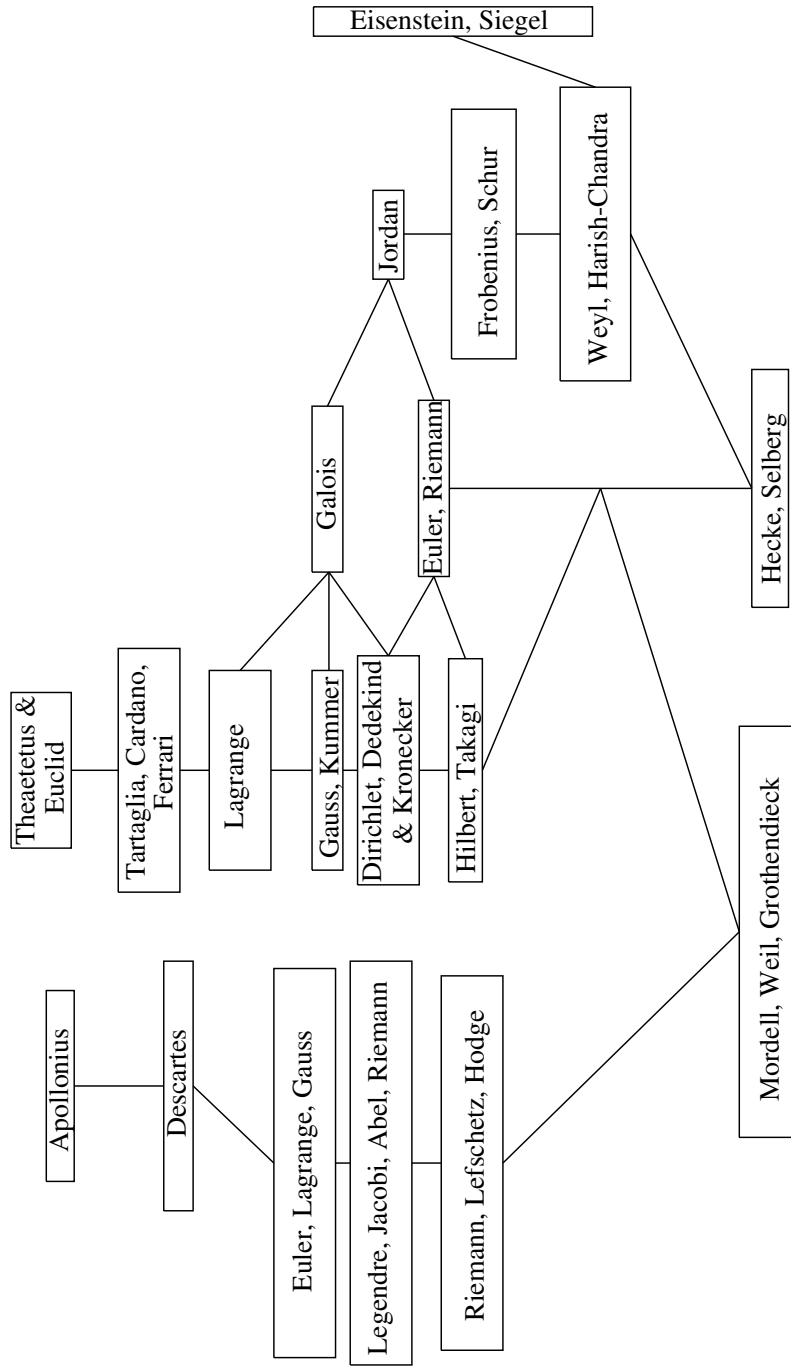 Theaetetus &
Euclid
Tartaglia, Cardano,
Ferrari
Lagrange
Gauss, Kummer
Dirichlet, Dedekind
& Kronecker
Hilbert, Takagi
Galois
Euler, Riemann
Jordan
Frobenius, Schur
Weyl, Harish-Chandra
Eisenstein, Siegel
Hecke, Selberg
Apollonius
Descartes
Euler, Lagrange, Gauss
Legendre, Jacobi, Abel, Riemann
Riemann, Lefschetz, Hodge
Mordell, Weil, Grothendieck